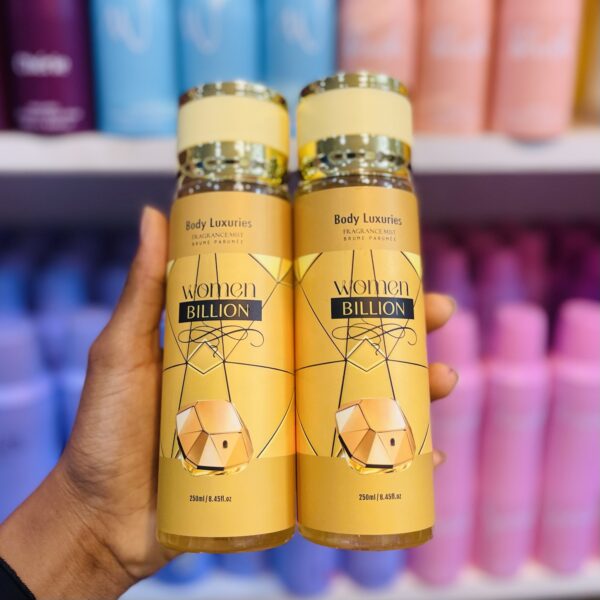 Body Luxuries
FRAGRANCE MIST
BRUME PARFUMÉE
women
BILLION
250ml / 8.45fl.oz
Body Luxuries
FRAGRANCE MIST
BRUME PARFUMÉE
women
BILLION
250ml / 8.45fl.oz